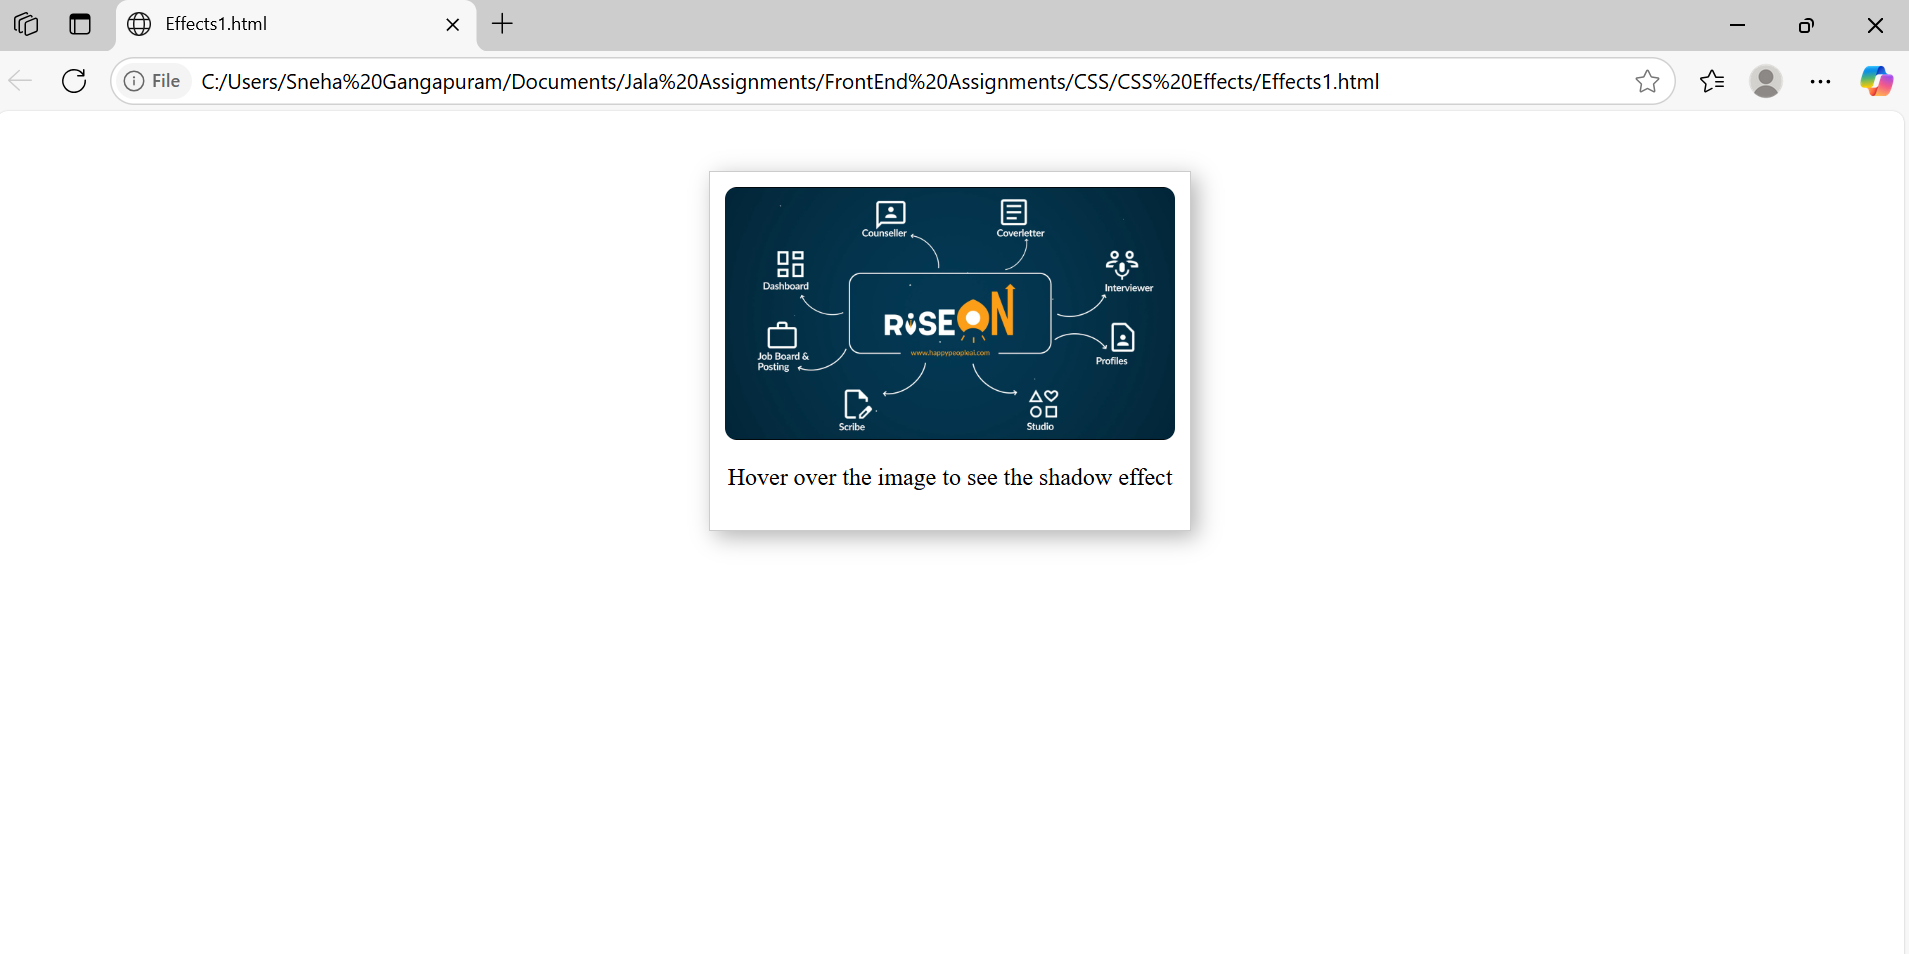 Effects1.html
File C:/Users/Sneha%20Gangapuram/Documents/Jala%20Assignments/FrontEnd%20Assignments/CSS/CSS%20Effects/Effects1.html
Counseller
Coverletter
Dashboard
Interviewer
RiSEON
www.happypeopleai.com
Job Board &
Posting
Profiles
Scribe
Studio
Hover over the image to see the shadow effect